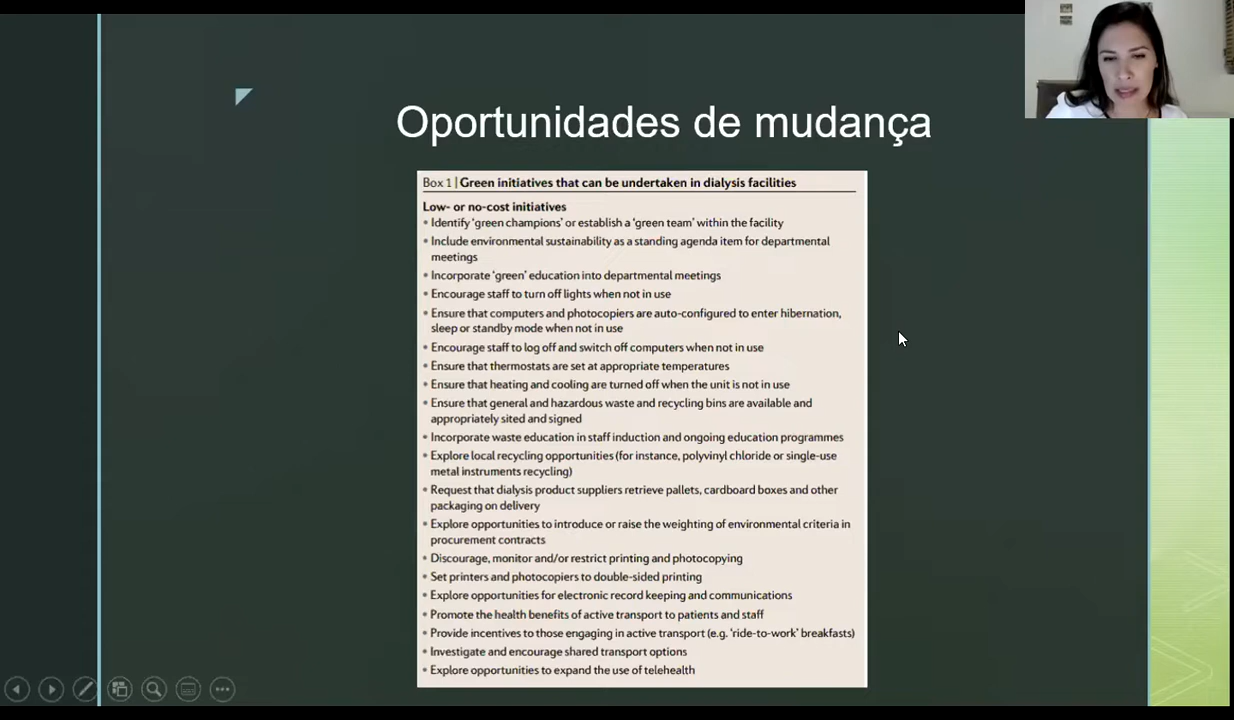 Oportunidades de mudança
Box 1 | Green initiatives that can be undertaken in dialysis facilities
Low- or no-cost initiatives
• Identify ‘green champions’ or establish a ‘green team’ within the facility
• Include environmental sustainability as a standing agenda item for departmental
meetings
• Incorporate ‘green’ education into departmental meetings
• Encourage staff to turn off lights when not in use
• Ensure that computers and photocopiers are auto-configured to enter hibernation,
sleep or standby mode when not in use
• Encourage staff to log off and switch off computers when not in use
• Ensure that thermostats are set at appropriate temperatures
• Ensure that heating and cooling are turned off when the unit is not in use
• Ensure that general and hazardous waste and recycling bins are available and
appropriately sited and signed
• Incorporate waste education in staff induction and ongoing education programmes
• Explore local recycling opportunities (for instance, polyvinyl chloride or single-use
metal instruments recycling)
• Request that dialysis product suppliers retrieve pallets, cardboard boxes and other
packaging on delivery
• Explore opportunities to introduce or raise the weighting of environmental criteria in
procurement contracts
• Discourage, monitor and/or restrict printing and photocopying
• Set printers and photocopiers to double-sided printing
• Explore opportunities for electronic record keeping and communications
• Promote the health benefits of active transport to patients and staff
• Provide incentives to those engaging in active transport (e.g. ‘ride-to-work’ breakfasts)
• Investigate and encourage shared transport options
• Explore opportunities to expand the use of telehealth